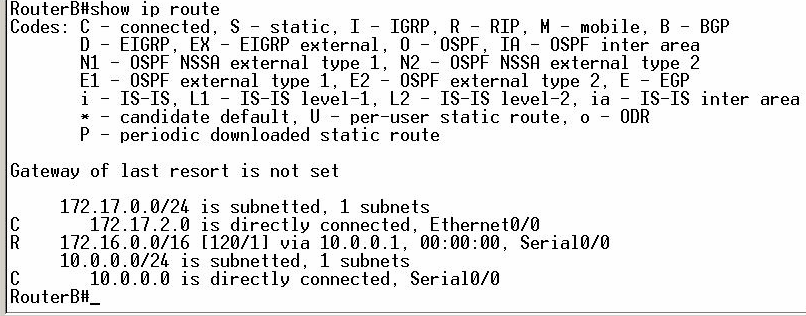 RouterB#show ip route
Codes: C - connected, S - static, I - IGRP, R - RIP, M - mobile, B - BGP
       D - EIGRP, EX - EIGRP external, O - OSPF, IA - OSPF inter area
       N1 - OSPF NSSA external type 1, N2 - OSPF NSSA external type 2
       E1 - OSPF external type 1, E2 - OSPF external type 2, E - EGP
       i - IS-IS, L1 - IS-IS level-1, L2 - IS-IS level-2, ia - IS-IS inter area
       * - candidate default, U - per-user static route, o - ODR
       P - periodic downloaded static route
Gateway of last resort is not set
     172.17.0.0/24 is subnetted, 1 subnets
C       172.17.2.0 is directly connected, Ethernet0/0
R    172.16.0.0/16 [120/1] via 10.0.0.1, 00:00:00, Serial0/0
     10.0.0.0/24 is subnetted, 1 subnets
C       10.0.0.0 is directly connected, Serial0/0
RouterB#_